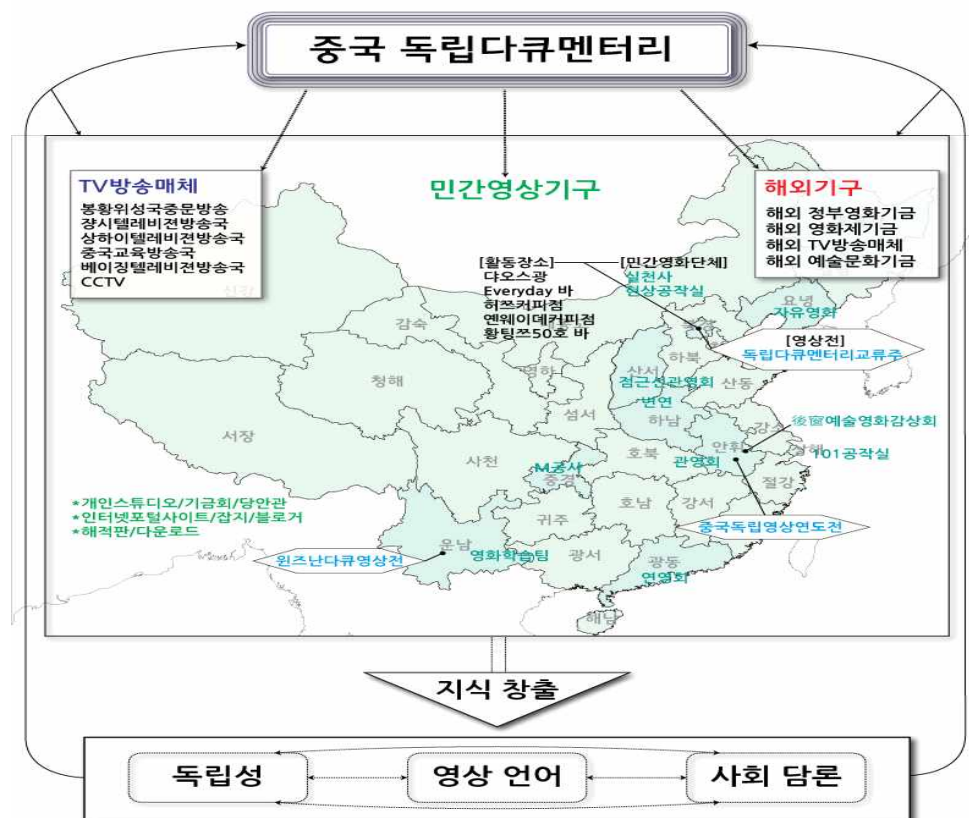 중국 독립다큐멘터리
TV방송매체
봉황위성국중문방송
쟝시텔레비젼방송국
상하이텔레비젼방송국
중국교육방송국
베이징텔레비젼방송국
CCTV
민간영상기구
해외기구
해외 정부영화기금
해외 영화제기금
해외 TV방송매체
해외 예술문화기금
[활동장소]
댜오스광
Everyday 바
허쯔커피점
옌웨이데커피점
황팅쯔50호 바
[민간영화단체]
실천사
현상공작실
신강
감숙
요녕
자유영화
[영상전]
독립다큐멘터리교류주
하북
청해
영하
산서
점근선관영회
산동
변연
섬서
하남
강소
後窗예술영화감상회
서장
사천
호북
안휘
관영회
상해
101공작실
M공사
중경
절강
*개인스튜디오/기금회/당안관
*인터넷포털사이트/잡지/블로거
*해적판/다운로드
귀주
호남
강서
중국독립영상연도전
운남
윈즈난다큐영상전
영화학습팀
광서
광동
연영회
해남
지식 창출
독립성
영상 언어
사회 담론